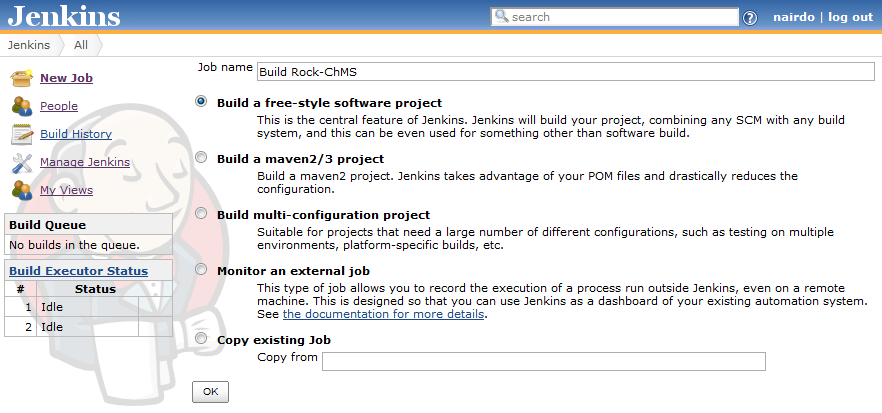 Jenkins
search
nairdo | log out
Jenkins
All
New Job
People
Build History
Manage Jenkins
My Views
Build Queue
No builds in the queue.
Build Executor Status
# Status
1 Idle
2 Idle
Job name Build Rock-ChMS
Build a free-style software project
This is the central feature of Jenkins. Jenkins will build your project, combining any SCM with any build
system, and this can be even used for something other than software build.
Build a maven2/3 project
Build a maven2 project. Jenkins takes advantage of your POM files and drastically reduces the
configuration.
Build multi-configuration project
Suitable for projects that need a large number of different configurations, such as testing on multiple
environments, platform-specific builds, etc.
Monitor an external job
This type of job allows you to record the execution of a process run outside Jenkins, even on a remote
machine. This is designed so that you can use Jenkins as a dashboard of your existing automation system.
See the documentation for more details.
Copy existing Job
Copy from
OK